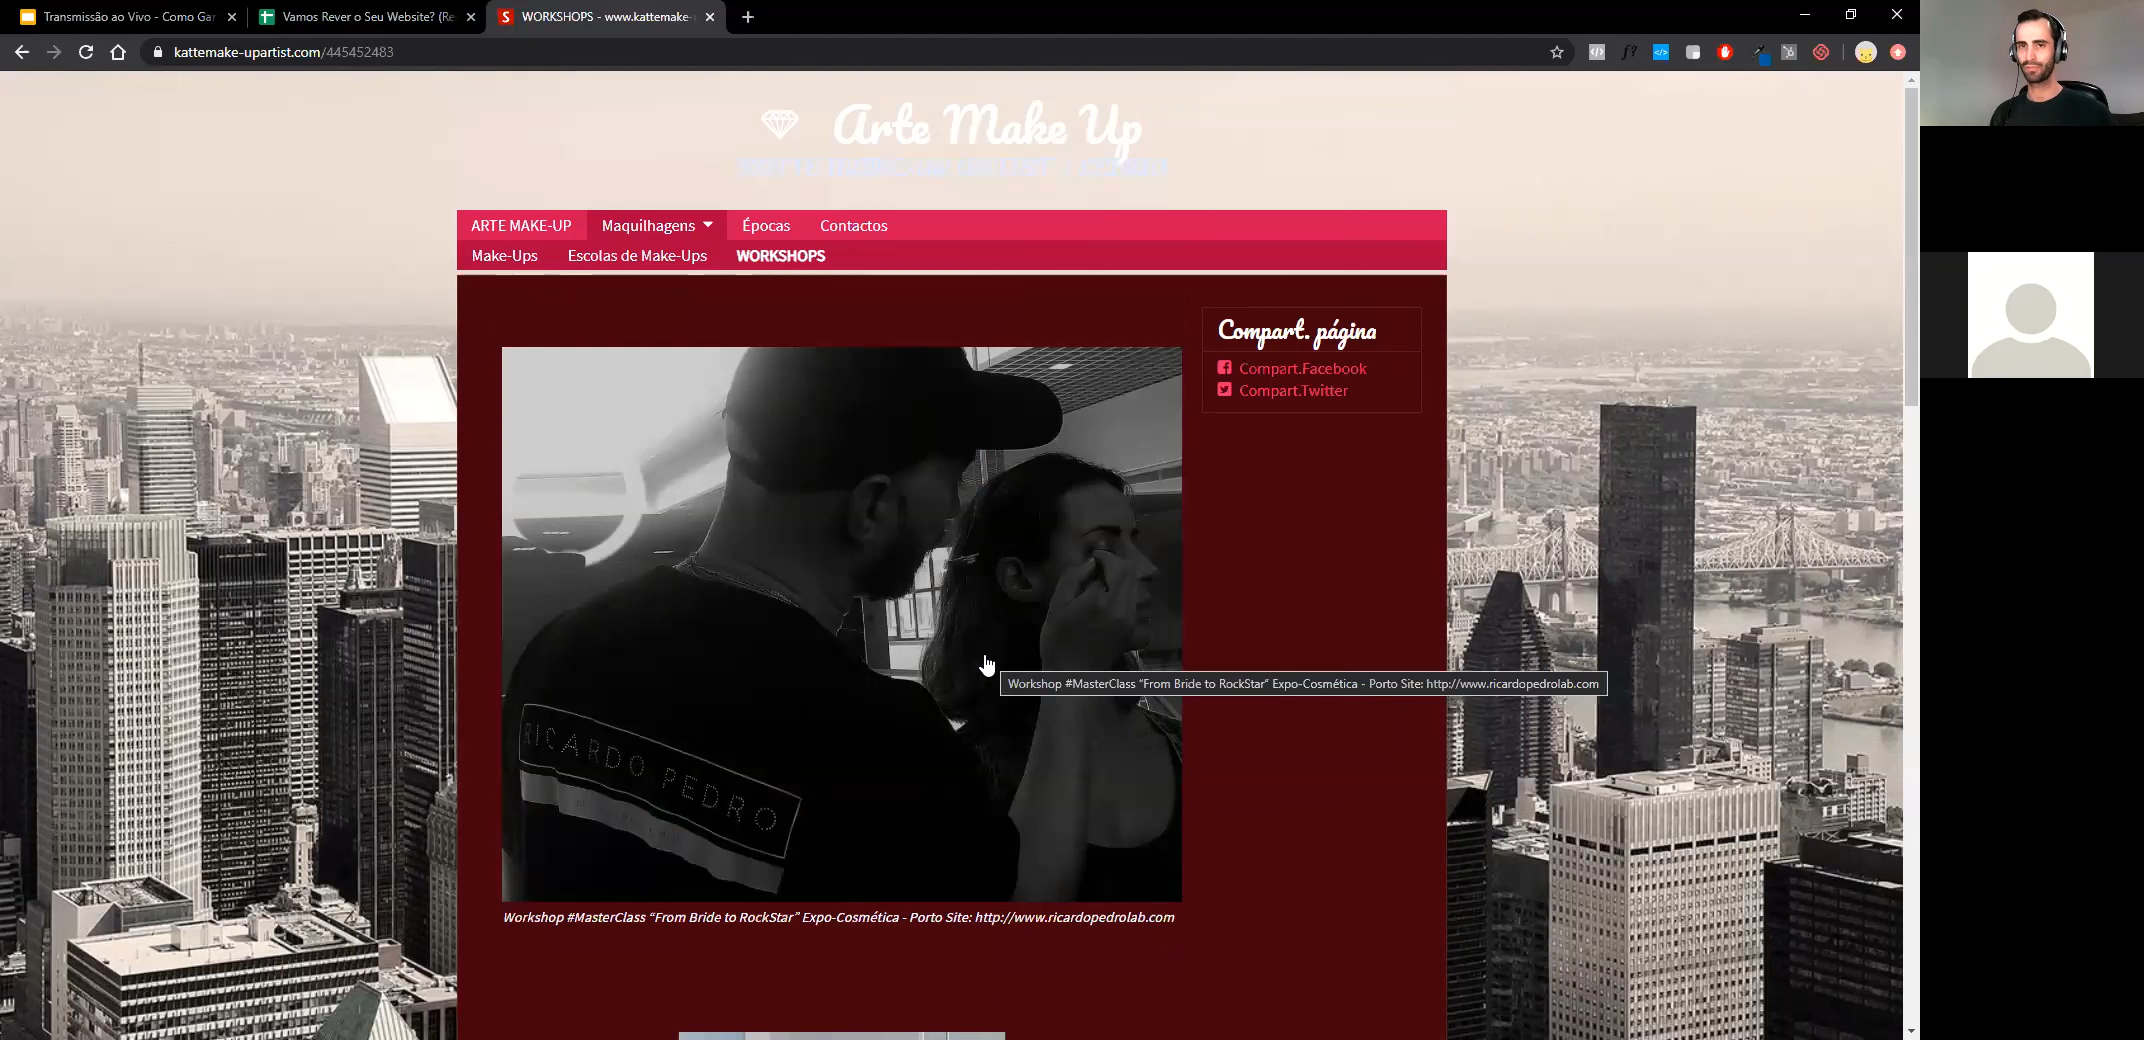 Transmissão ao Vivo - Como Gar
Vamos Rever o Seu Website? (Re
WORKSHOPS - www.kattemake-
kattemake-upartist.com/445452483
Arte Make Up
ARTE MAKE-UP Maquilhagens Épocas Contactos
Make-Ups Escolas de Make-Ups WORKSHOPS
Compart. página
Compart.Facebook
Compart.Twitter
Workshop #MasterClass “From Bride to RockStar” Expo-Cosmética - Porto Site: http://www.ricardopedrolab.com
RICARDO PEDRO
Workshop #MasterClass “From Bride to RockStar” Expo-Cosmética - Porto Site: http://www.ricardopedrolab.com